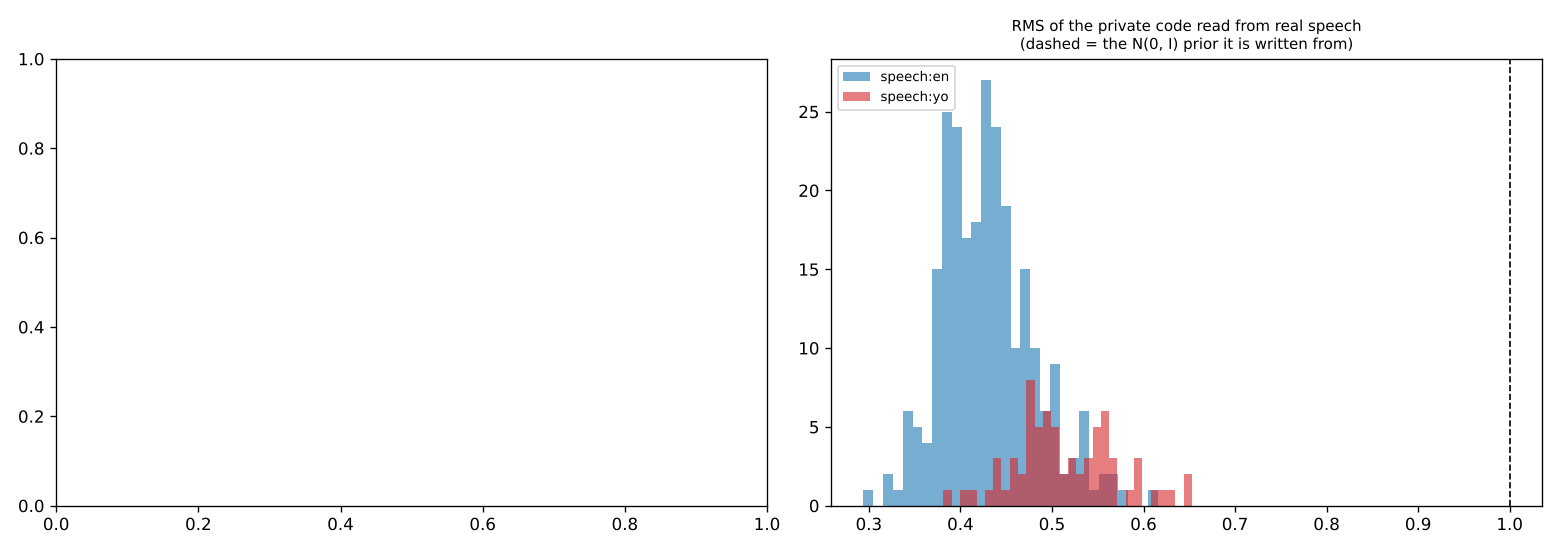 1.0
0.8
0.6
0.4
0.2
0.0
0.0 0.2 0.4 0.6 0.8 1.0
RMS of the private code read from real speech
(dashed = the N(0, I) prior it is written from)
speech:en
speech:yo
25
20
15
10
5
0
0.3 0.4 0.5 0.6 0.7 0.8 0.9 1.0